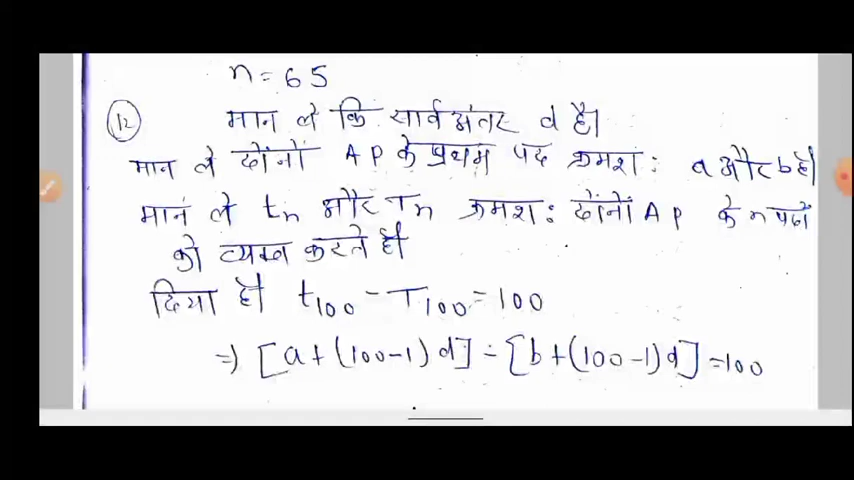 n = 65
(12) मान ले कि सार्व अंतर d है।
मान ले दोंनों AP के प्रथम पद क्रमश: a और b है।
मान ले tn और Tn क्रमश: दोंनों AP के n पदों
को व्यक्त करते हैं
दिया है। t100 - T100 = 100
=) [a + (100-1) d] - [b + (100-1)d] = 100